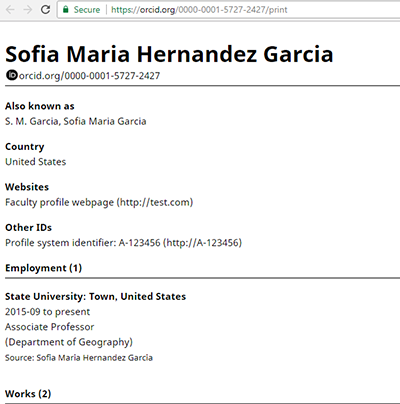 Secure https://orcid.org/0000-0001-5727-2427/print
Sofia Maria Hernandez Garcia
iD orcid.org/0000-0001-5727-2427
Also known as
S. M. Garcia, Sofia Maria Garcia
Country
United States
Websites
Faculty profile webpage (http://test.com)
Other IDs
Profile system identifier: A-123456 (http://A-123456)
Employment (1)
State University: Town, United States
2015-09 to present
Associate Professor
(Department of Geography)
Source: Sofia Maria Hernandez Garcia
Works (2)